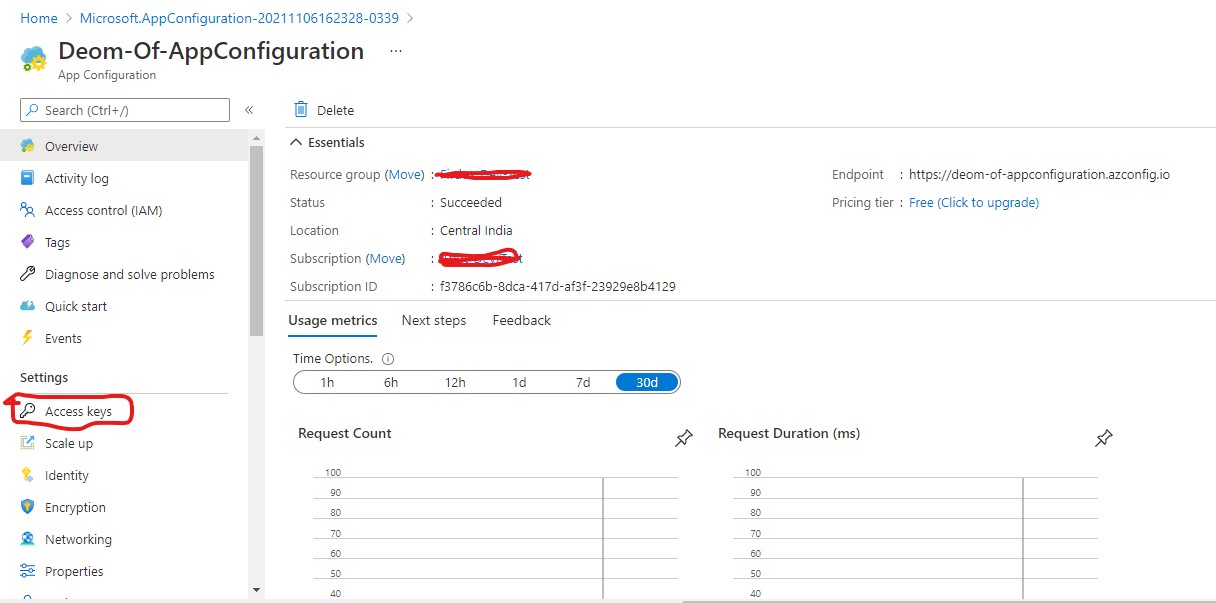 Home > Microsoft.AppConfiguration-20211106162328-0339 >
Deom-Of-AppConfiguration ...
App Configuration
Search (Ctrl+/) «
Overview
Activity log
Access control (IAM)
Tags
Diagnose and solve problems
Quick start
Events
Settings
Access keys
Scale up
Identity
Encryption
Networking
Properties
Delete
Essentials
Resource group (Move) :
Status : Succeeded
Location : Central India
Subscription (Move) :
Subscription ID : f3786c6b-8dca-417d-af3f-23929e8b4129
Endpoint : https://deom-of-appconfiguration.azconfig.io
Pricing tier : Free (Click to upgrade)
Usage metrics Next steps Feedback
Time Options.
1h 6h 12h 1d 7d 30d
Request Count
100
90
80
70
60
50
40
Request Duration (ms)
100
90
80
70
60
50
40